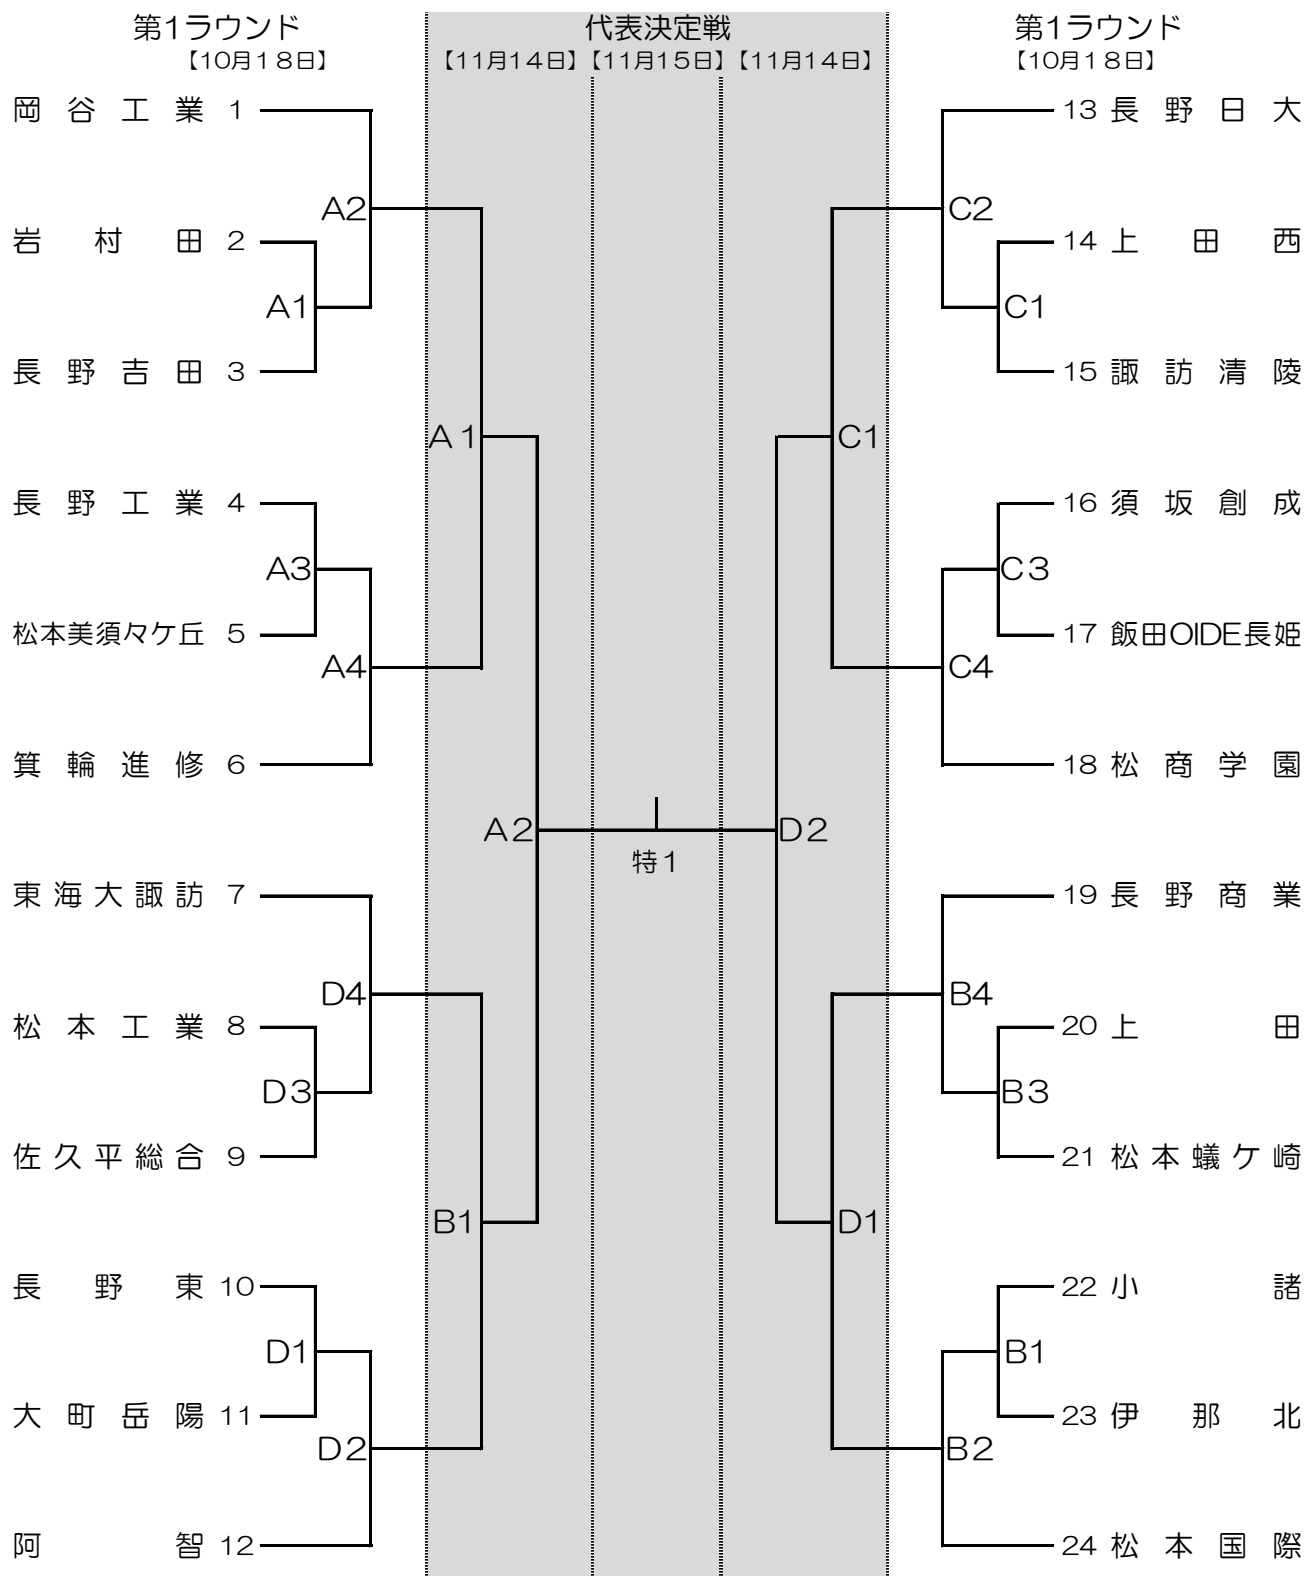 第1ラウンド 代表決定戦 第1ラウンド
【10月18日】 【11月14日】 【11月15日】 【11月14日】 【10月18日】
岡谷工業 1 13 長野日大
A2 C2
岩村田 2 14 上田西
A1 C1
長野吉田 3 15 諏訪清陵
A1 C1
長野工業 4 16 須坂創成
A3 C3
松本美須々ケ丘 5 17 飯田OIDE長姫
A4 C4
箕輪進修 6 18 松商学園
A2 D2
特1
東海大諏訪 7 19 長野商業
D4 B4
松本工業 8 20 上田
D3 B3
佐久平総合 9 21 松本蟻ケ崎
B1 D1
長野東 10 22 小諸
D1 B1
大町岳陽 11 23 伊那北
D2 B2
阿智 12 24 松本国際